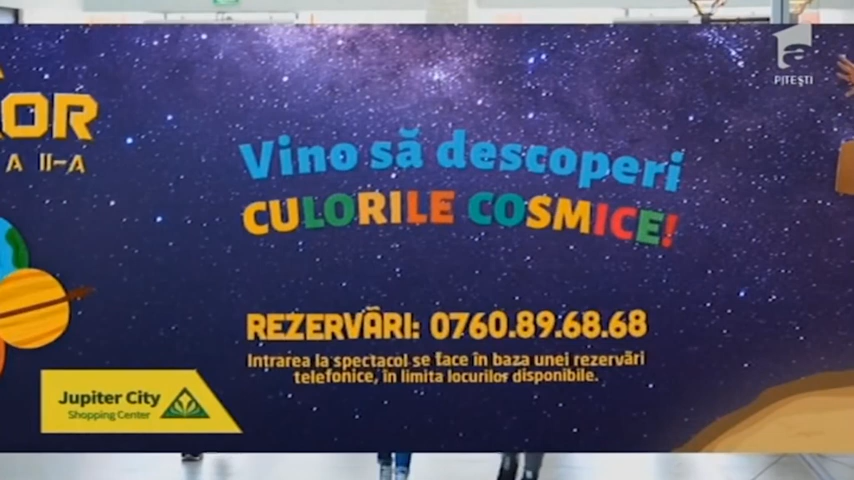 PITEȘTI
OR
A II-A
Vino să descoperi
CULORILE COSMICE!
REZERVĂRI: 0760.89.68.68
Intrarea la spectacol se face în baza unei rezervări
telefonice, în limita locurilor disponibile.
Jupiter City
Shopping Center